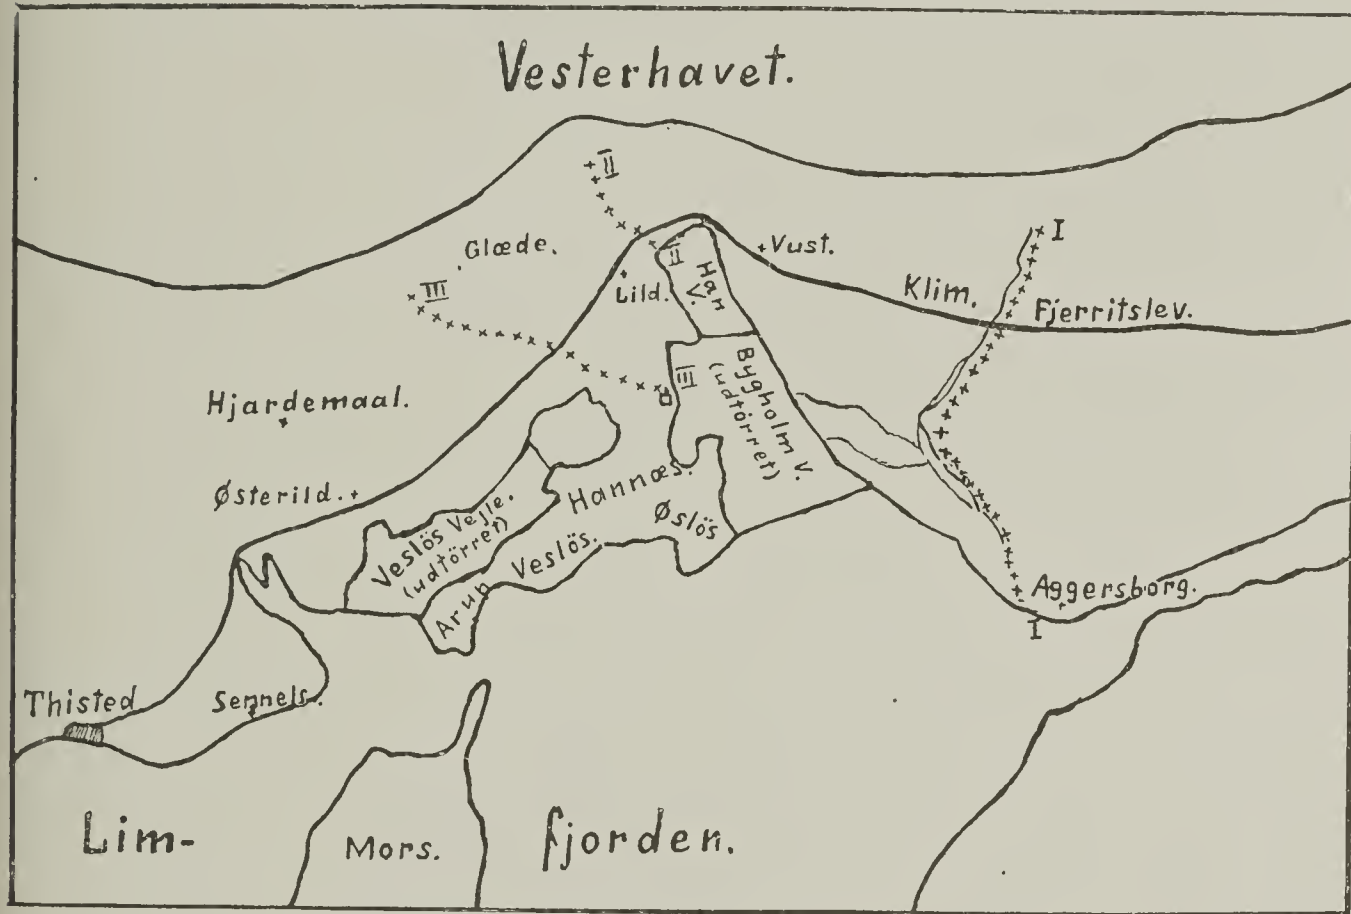 Vesterhavet.
II
Glæde.
Vust.
I
II
Han
V.
Lild.
III
Klim.
Fjerritslev.
Hjardemaal.
III
Bygholm V.
(udtörret)
Østerild.
Hannæs.
Øslös
Veslös Vejle.
(udtörret)
Veslös.
Arup
Aggersborg.
I
Thisted
Sennels.
Lim-
Mors.
fjorden.